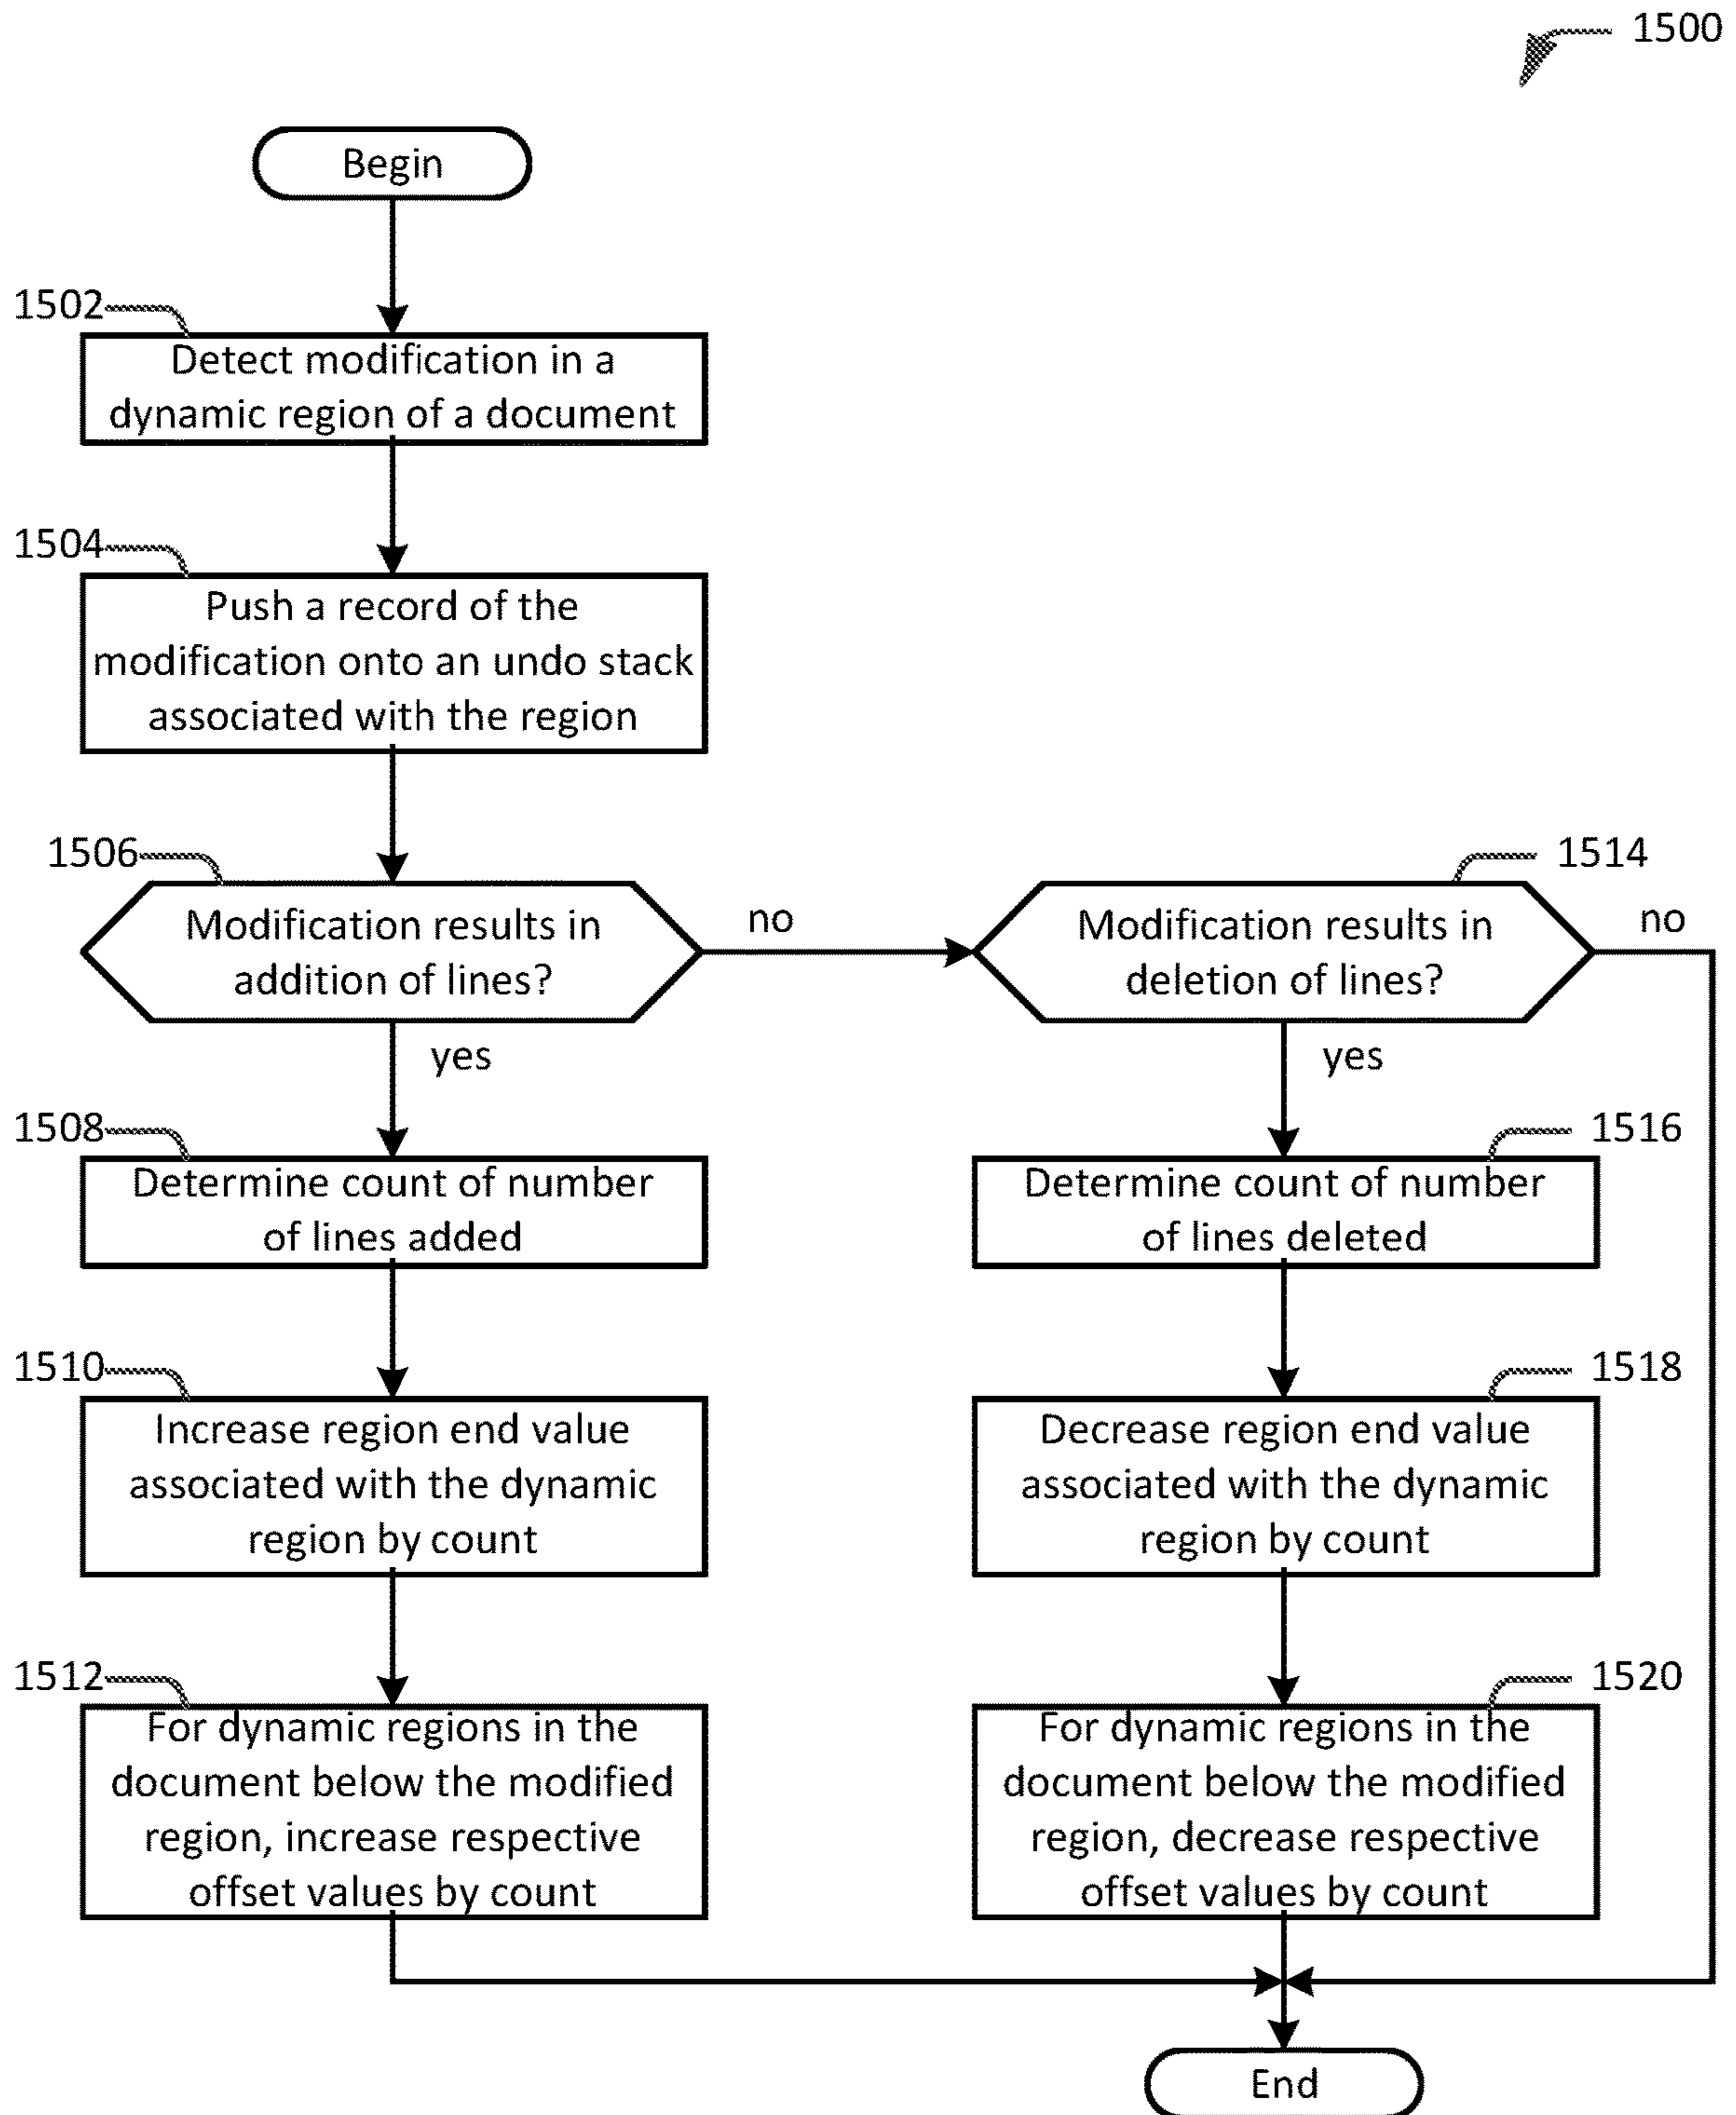 1500
Begin
1502
Detect modification in a
dynamic region of a document
1504
Push a record of the
modification onto an undo stack
associated with the region
1506
Modification results in
addition of lines?
no
yes
1514
Modification results in
deletion of lines?
no
yes
1508
Determine count of number
of lines added
1516
Determine count of number
of lines deleted
1510
Increase region end value
associated with the dynamic
region by count
1518
Decrease region end value
associated with the dynamic
region by count
1512
For dynamic regions in the
document below the modified
region, increase respective
offset values by count
1520
For dynamic regions in the
document below the modified
region, decrease respective
offset values by count
End